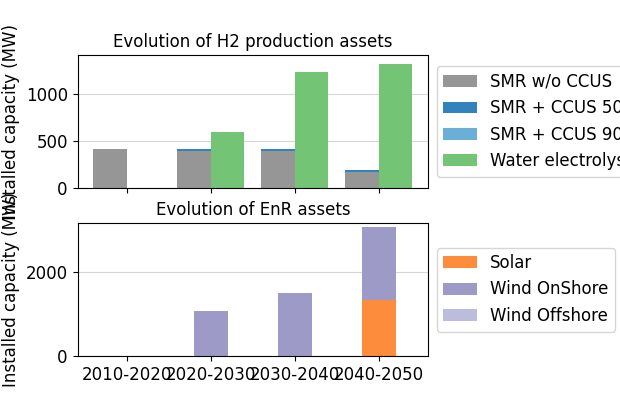 Evolution of H2 production assets
Installed capacity (MW)
1000
500
0
SMR w/o CCUS
SMR + CCUS 50
SMR + CCUS 90
Water electrolys
Evolution of EnR assets
Installed capacity (MW)
2000
0
2010-2020
2020-2030
2030-2040
2040-2050
Solar
Wind OnShore
Wind Offshore